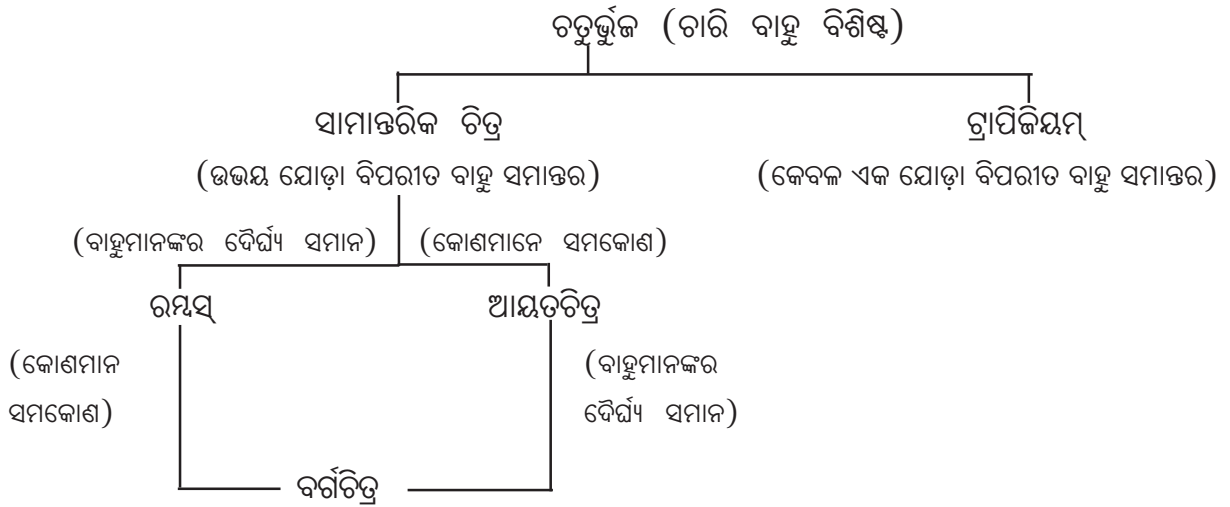 ଚତୁର୍ଭୁଜ (ଚାରି ବାହୁ ବିଶିଷ୍ଟ)
ସାମାନ୍ତରିକ ଚିତ୍ର
ଟ୍ରାପିଜିୟମ୍
(ଉଭୟ ଯୋଡ଼ା ବିପରୀତ ବାହୁ ସମାନ୍ତର)
(କେବଳ ଏକ ଯୋଡ଼ା ବିପରୀତ ବାହୁ ସମାନ୍ତର)
(ବାହୁମାନଙ୍କର ଦୈର୍ଘ୍ୟ ସମାନ)
(କୋଣମାନେ ସମକୋଣ)
ରମ୍ବସ୍
ଆୟତଚିତ୍ର
(କୋଣମାନ
ସମକୋଣ)
(ବାହୁମାନଙ୍କର
ଦୈର୍ଘ୍ୟ ସମାନ)
ବର୍ଗଚିତ୍ର